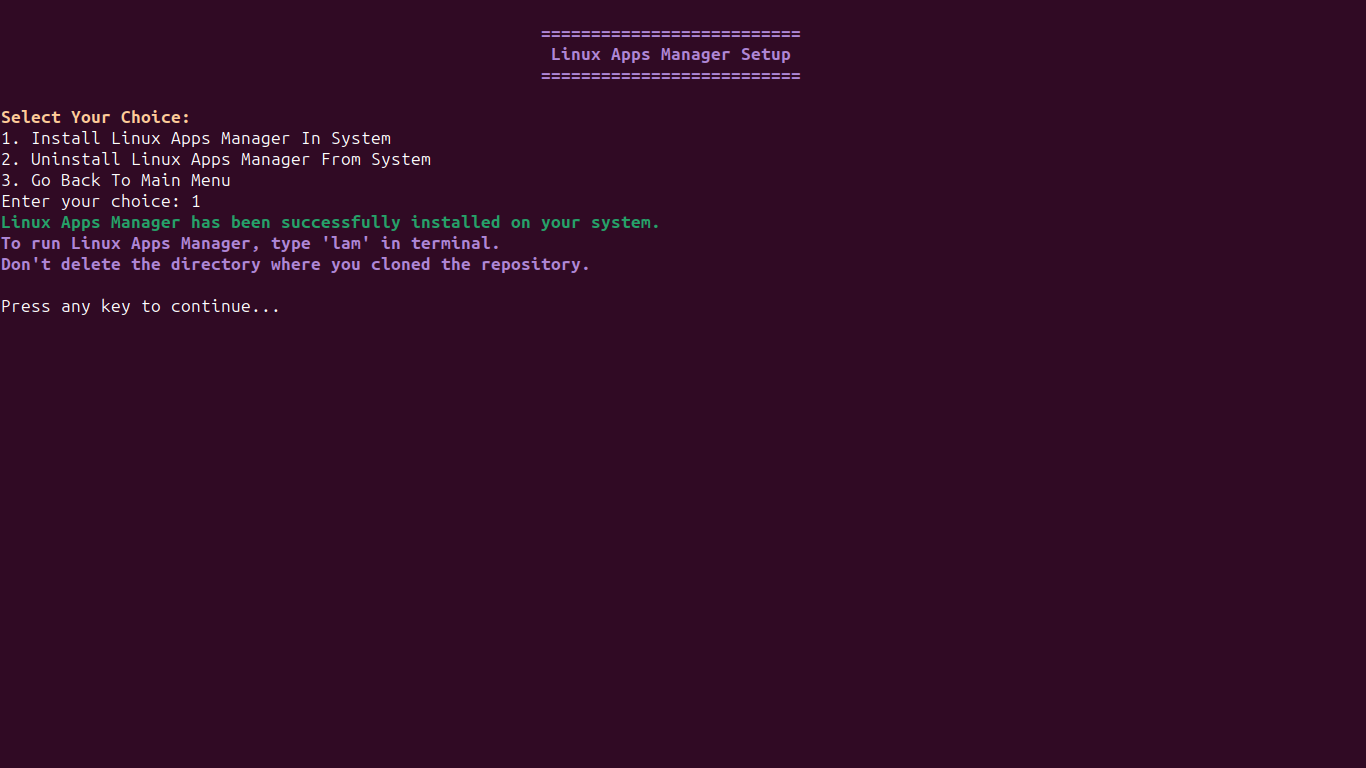 ==========================
Linux Apps Manager Setup
==========================
Select Your Choice:
1. Install Linux Apps Manager In System
2. Uninstall Linux Apps Manager From System
3. Go Back To Main Menu
Enter your choice: 1
Linux Apps Manager has been successfully installed on your system.
To run Linux Apps Manager, type 'lam' in terminal.
Don't delete the directory where you cloned the repository.
Press any key to continue...